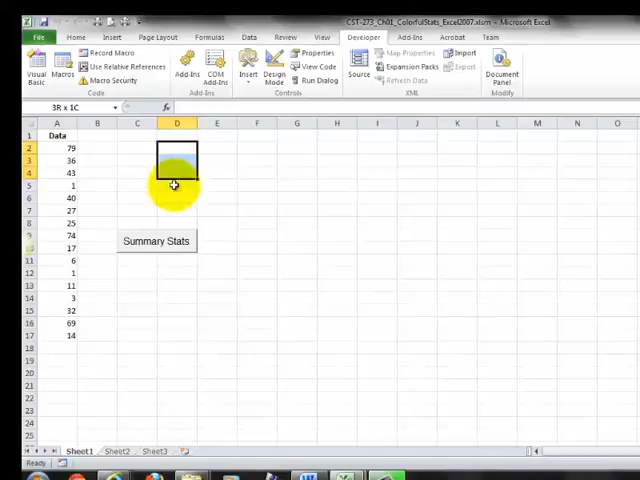 CST-273_Ch01_ColorfulStats_Excel2007.xlsm - Microsoft Excel
File Home Insert Page Layout Formulas Data Review View Developer Add-Ins Acrobat Team
Visual Basic
Macros
Record Macro
Use Relative References
Macro Security
Code
Add-Ins
COM Add-Ins
Add-Ins
Insert
Design Mode
Properties
View Code
Run Dialog
Controls
Source
Map Properties
Expansion Packs
Refresh Data
Import
Export
XML
Document Panel
Modify
3R x 1C fx
A B C D E F G H I J K L M N O
1 Data
2 79
3 36
4 43
5 1
6 40
7 27
8 25
9 74
17
11 6
12 1
13 11
14 3
15 32
16 69
17 14
18
19
20
21
22
23
24
25
Summary Stats
Sheet1 Sheet2 Sheet3
Ready